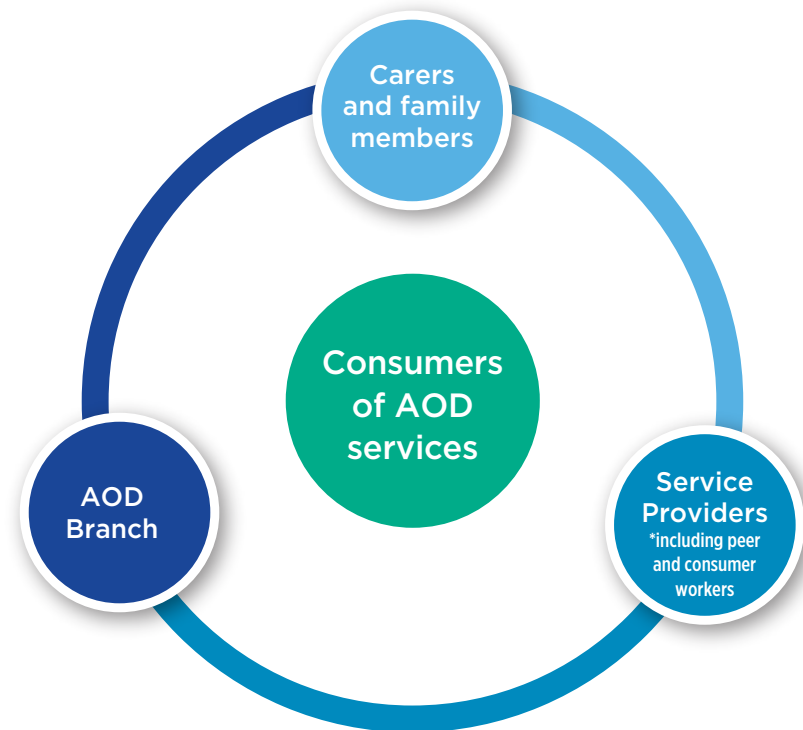 Carers
and family
members
Consumers
of AOD
services
AOD
Branch
Service
Providers
*including peer
and consumer
workers